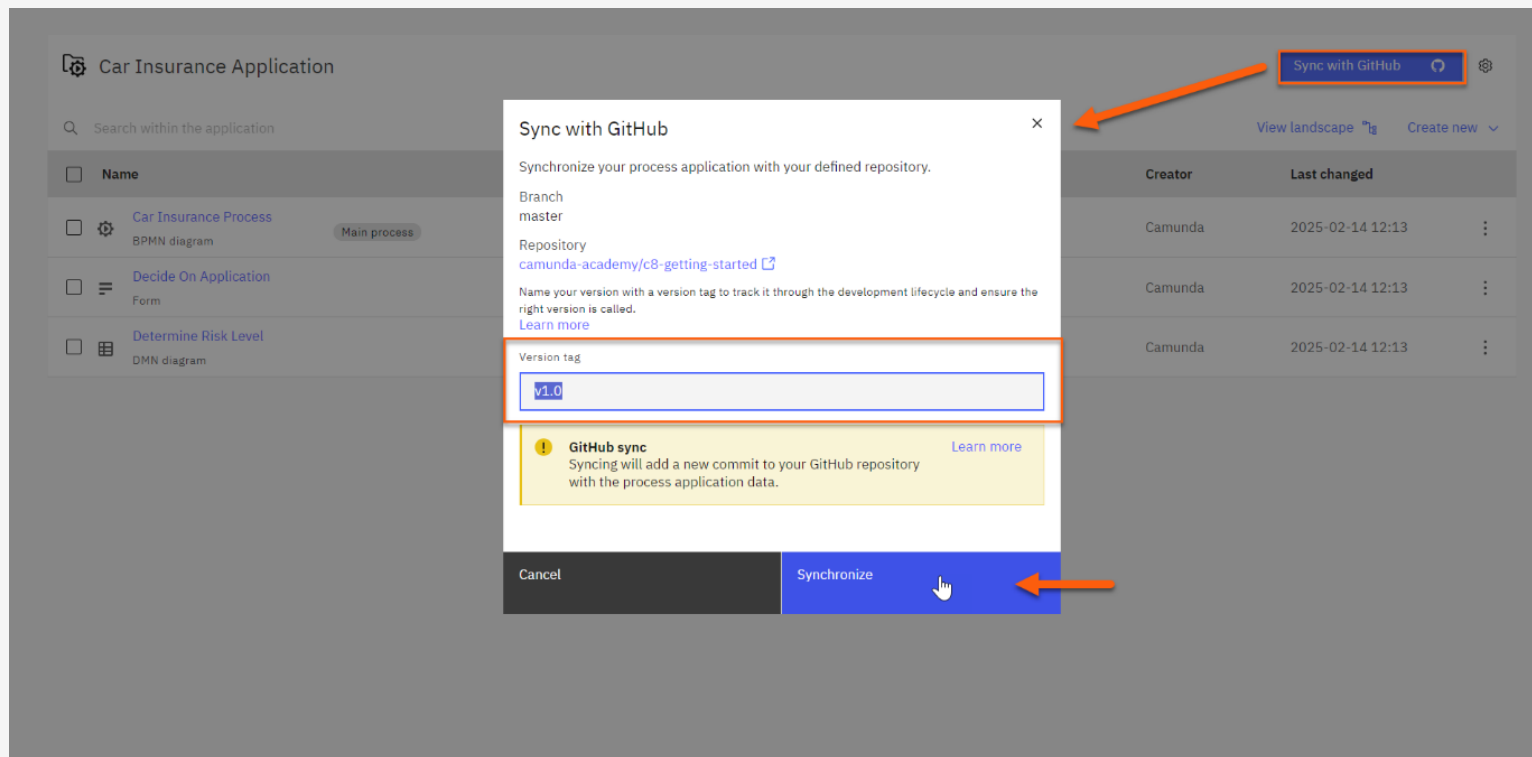 Car Insurance Application
Sync with GitHub
Search within the application
View landscape
Create new
Name
Creator
Last changed
Car Insurance Process
BPMN diagram
Main process
Camunda
2025-02-14 12:13
Decide On Application
Form
Camunda
2025-02-14 12:13
Determine Risk Level
DMN diagram
Camunda
2025-02-14 12:13
Sync with GitHub
Synchronize your process application with your defined repository.
Branch
master
Repository
camunda-academy/c8-getting-started
Name your version with a version tag to track it through the development lifecycle and ensure the
right version is called.
Learn more
Version tag
v1.0
GitHub sync
Learn more
Syncing will add a new commit to your GitHub repository
with the process application data.
Cancel
Synchronize